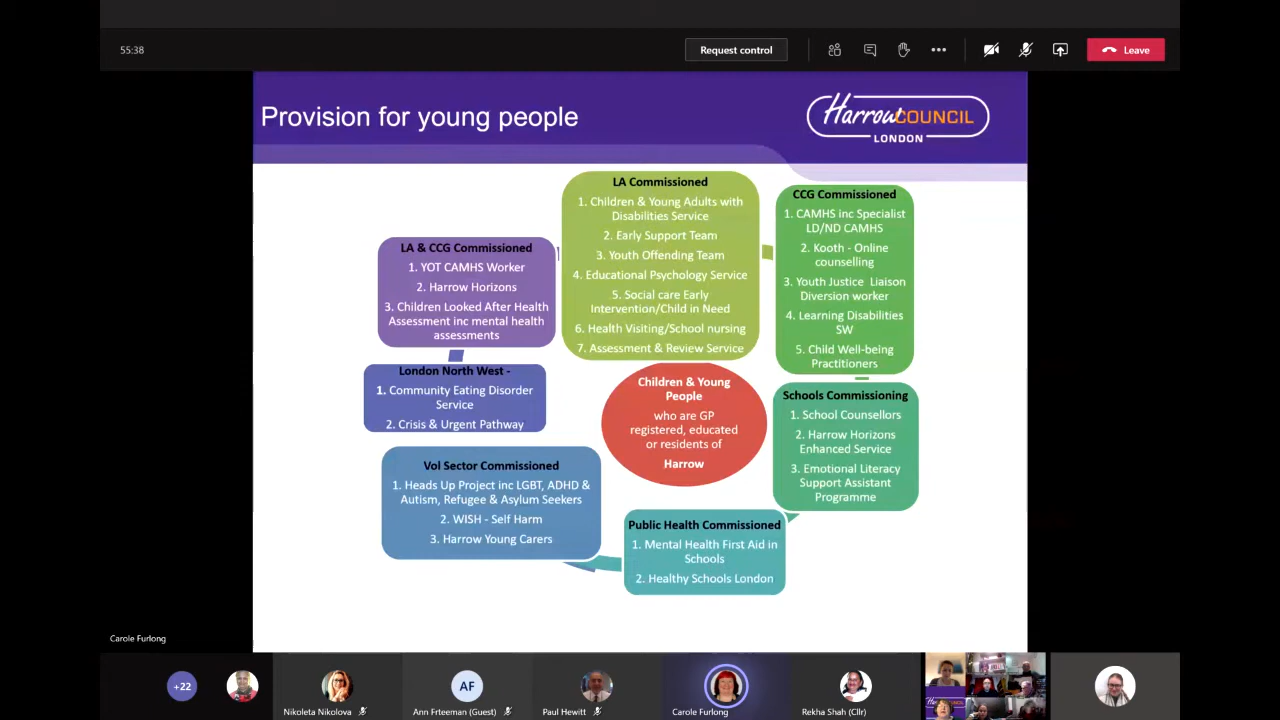 55:38
Request control
Leave
Provision for young people
Harrow COUNCIL
LONDON
LA Commissioned
1. Children & Young Adults with
Disabilities Service
2. Early Support Team
3. Youth Offending Team
4. Educational Psychology Service
5. Social care Early
Intervention/Child in Need
6. Health Visiting/School nursing
7. Assessment & Review Service
CCG Commissioned
1. CAMHS inc Specialist
LD/ND CAMHS
2. Kooth - Online
counselling
3. Youth Justice Liaison
Diversion worker
4. Learning Disabilities
SW
5. Child Well-being
Practitioners
LA & CCG Commissioned
1. YOT CAMHS Worker
2. Harrow Horizons
3. Children Looked After Health
Assessment inc mental health
assessments
London North West -
1. Community Eating Disorder
Service
2. Crisis & Urgent Pathway
Children & Young
People
who are GP
registered, educated
or residents of
Harrow
Schools Commissioning
1. School Counsellors
2. Harrow Horizons
Enhanced Service
3. Emotional Literacy
Support Assistant
Programme
Vol Sector Commissioned
1. Heads Up Project inc LGBT, ADHD &
Autism, Refugee & Asylum Seekers
2. WISH - Self Harm
3. Harrow Young Carers
Public Health Commissioned
1. Mental Health First Aid in
Schools
2. Healthy Schools London
Carole Furlong
+22
AF
Nikoleta Nikolova
Ann Frteeman (Guest)
Paul Hewitt
Carole Furlong
Rekha Shah (Cllr)